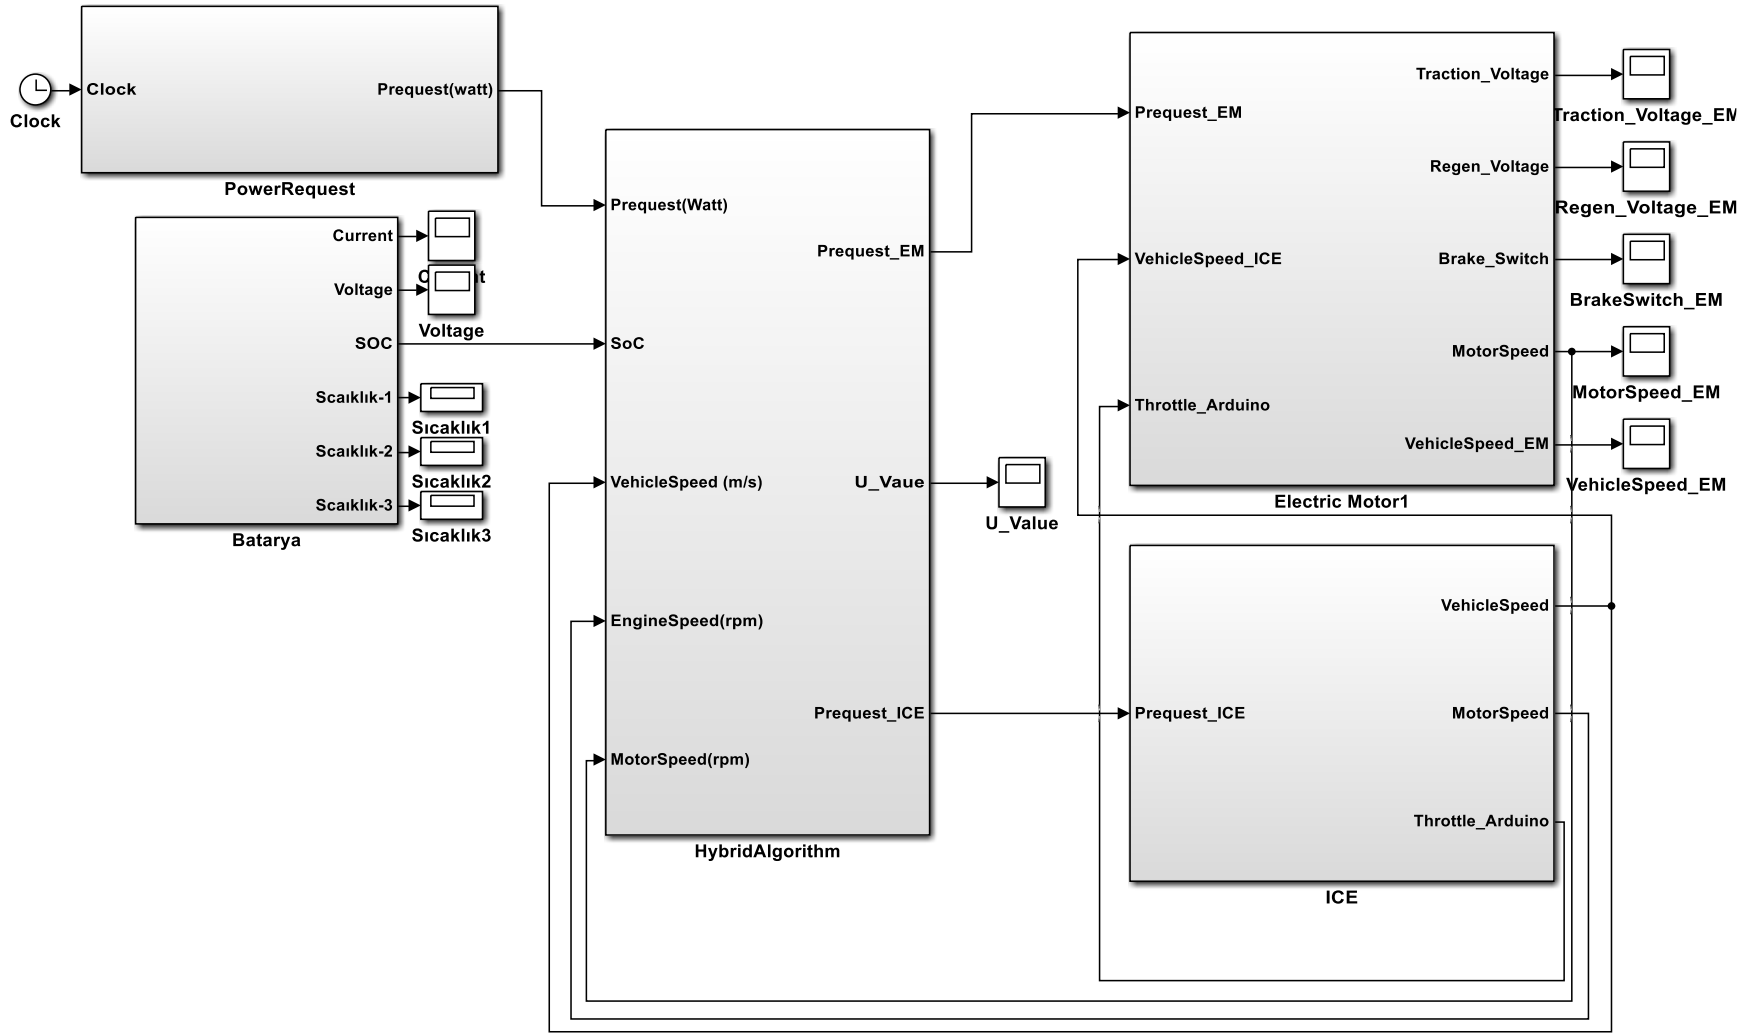 Clock
Clock
Prequest(watt)
PowerRequest
Current
Voltage
SOC
Scaıklık-1
Scaıklık-2
Scaıklık-3
Batarya
Voltage
Sıcaklık1
Sıcaklık2
Sıcaklık3
Prequest(Watt)
SoC
VehicleSpeed (m/s)
EngineSpeed(rpm)
MotorSpeed(rpm)
Prequest_EM
U_Vaue
Prequest_ICE
HybridAlgorithm
U_Value
Prequest_EM
VehicleSpeed_ICE
Throttle_Arduino
Traction_Voltage
Regen_Voltage
Brake_Switch
MotorSpeed
VehicleSpeed_EM
Electric Motor1
Traction_Voltage_EM
Regen_Voltage_EM
BrakeSwitch_EM
MotorSpeed_EM
VehicleSpeed_EM
Prequest_ICE
VehicleSpeed
MotorSpeed
Throttle_Arduino
ICE